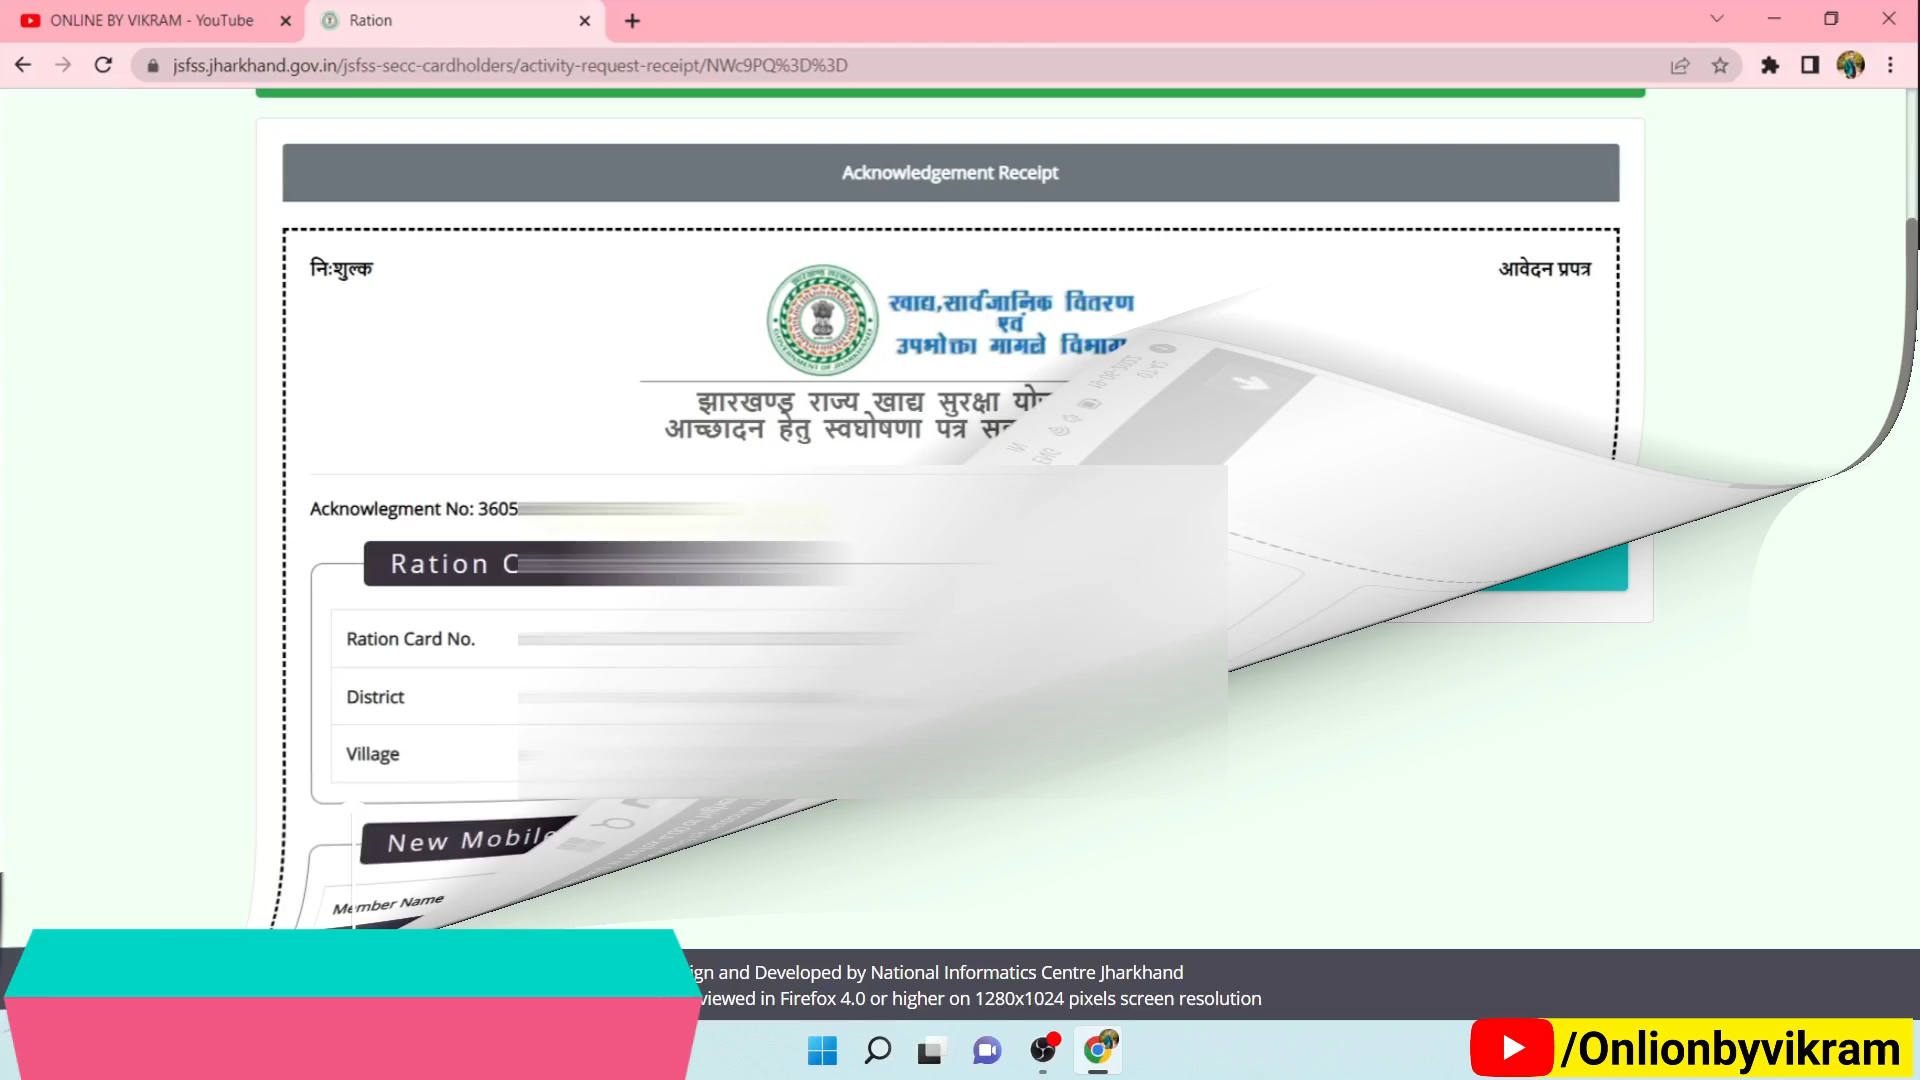 ONLINE BY VIKRAM - YouTube
Ration
jsfss.jharkhand.gov.in/jsfss-secc-cardholders/activity-request-receipt/NWc9PQ%3D%3D
Acknowledgement Receipt
निःशुल्क
आवेदन प्रपत्र
खाद्य,सार्वजानिक वितरण
एवं
उपभोक्ता मामले विभाग
झारखण्ड राज्य खाद्य सुरक्षा
आच्छादन हेतु स्वघोषणा पत्र
Acknowlegment No: 3605
Ration C
Ration Card No.
District
Village
New Mobile
Member Name
ign and Developed by National Informatics Centre Jharkhand
viewed in Firefox 4.0 or higher on 1280x1024 pixels screen resolution
/Onlionbyvikram